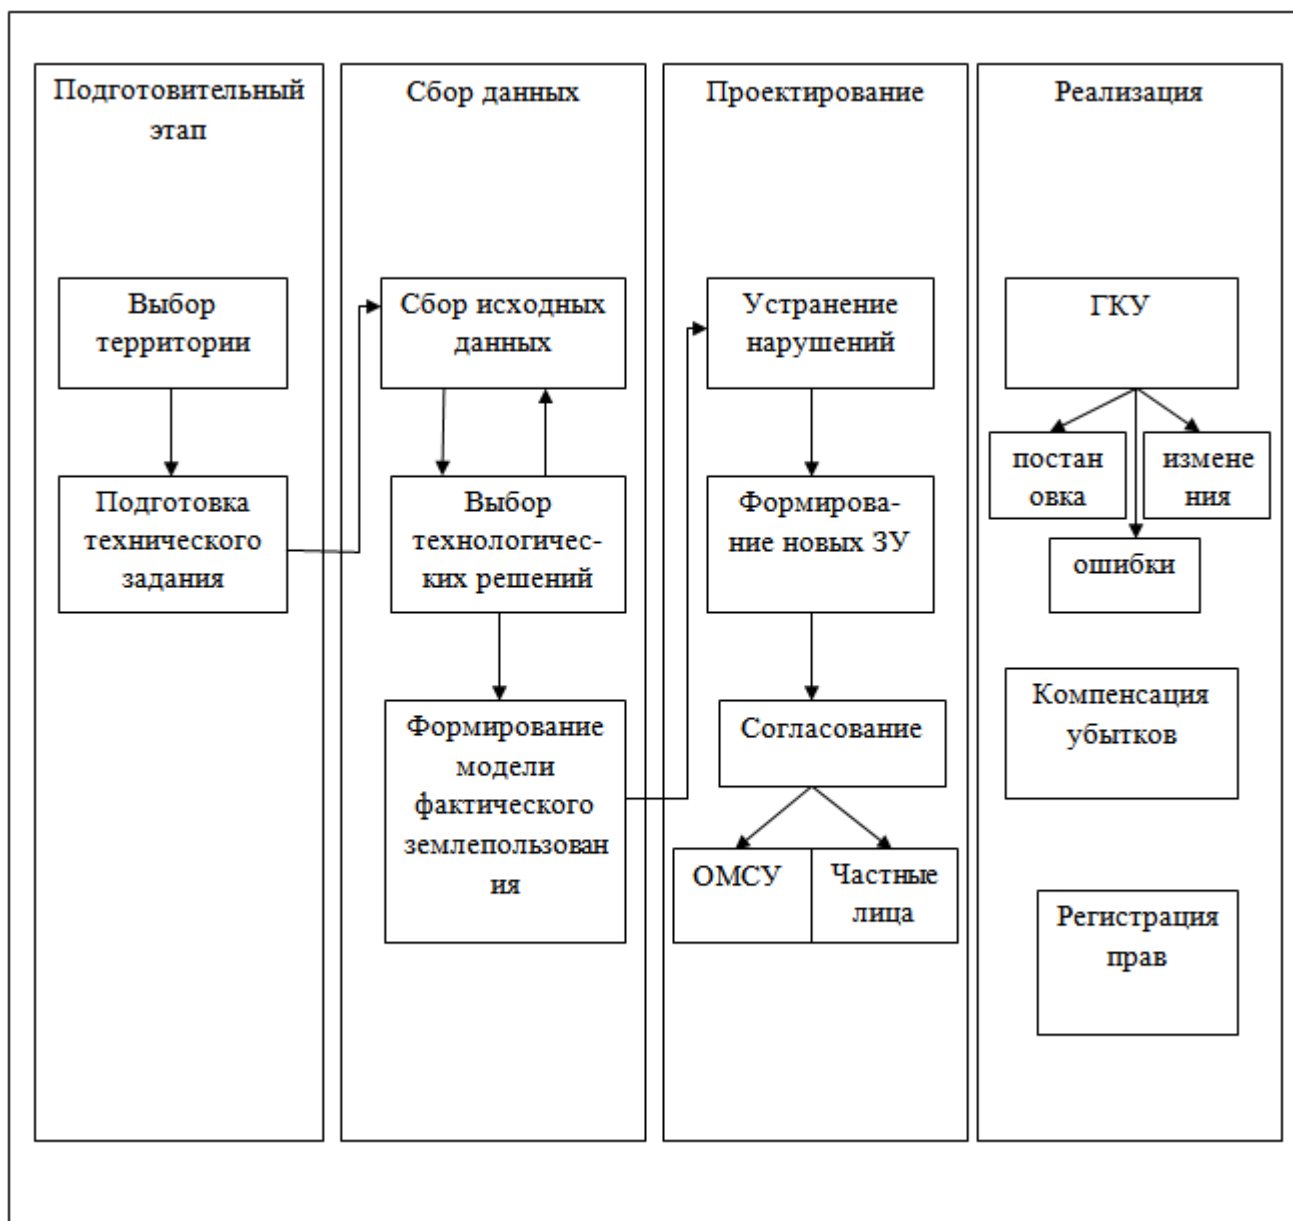 Подготовительный
этап
Выбор
территории
Подготовка
технического
задания
Сбор данных
Сбор исходных
данных
Выбор
технологичес-
ких решений
Формирование
модели
фактического
землепользован
ия
Проектирование
Устранение
нарушений
Формирова-
ние новых ЗУ
Согласование
ОМСУ
Частные
лица
Реализация
ГКУ
постан
овка
измене
ния
ошибки
Компенсация
убытков
Регистрация
прав